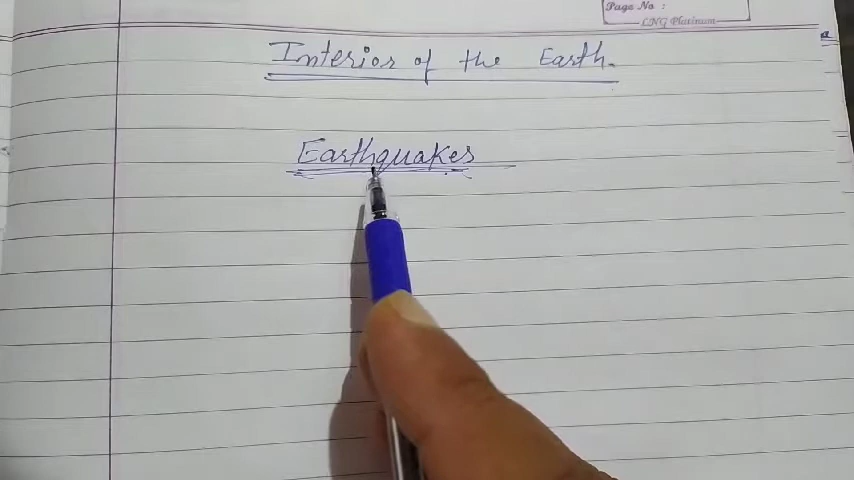 Page No :
LNG Platinum
Interior of the Earth.
Earthquakes